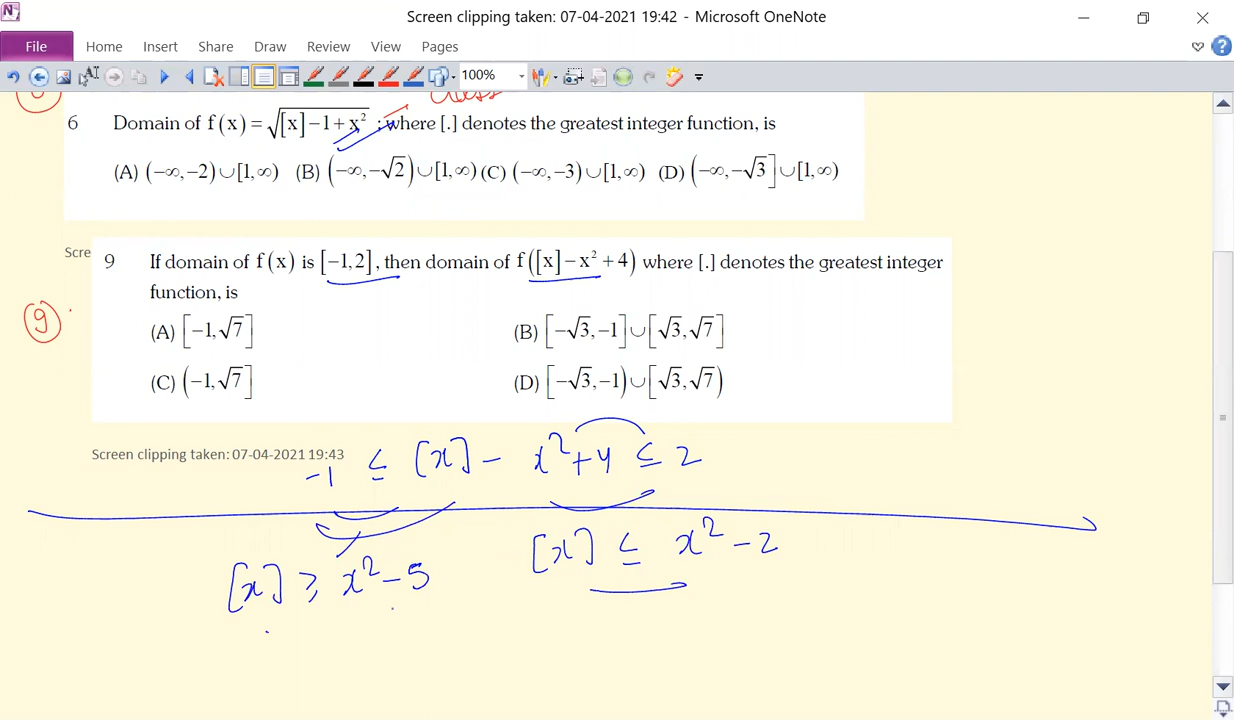 Screen clipping taken: 07-04-2021 19:42 - Microsoft OneNote
File Home Insert Share Draw Review View Pages
100%
6 Domain of f(x) = √([x] − 1 + x²) ; where [.] denotes the greatest integer function, is
(A) (−∞, −2) ∪ [1, ∞) (B) (−∞, −√2) ∪ [1, ∞) (C) (−∞, −3) ∪ [1, ∞) (D) (−∞, −√3] ∪ [1, ∞)
Scre
9 If domain of f(x) is [−1, 2], then domain of f([x] − x² + 4) where [.] denotes the greatest integer
function, is
(A) [−1, √7] (B) [−√3, −1] ∪ [√3, √7]
(C) (−1, √7] (D) [−√3, −1) ∪ [√3, √7)
9
Screen clipping taken: 07-04-2021 19:43
−1 ≤ [x] − x² + 4 ≤ 2
[x] ≥ x² − 5 [x] ≤ x² − 2